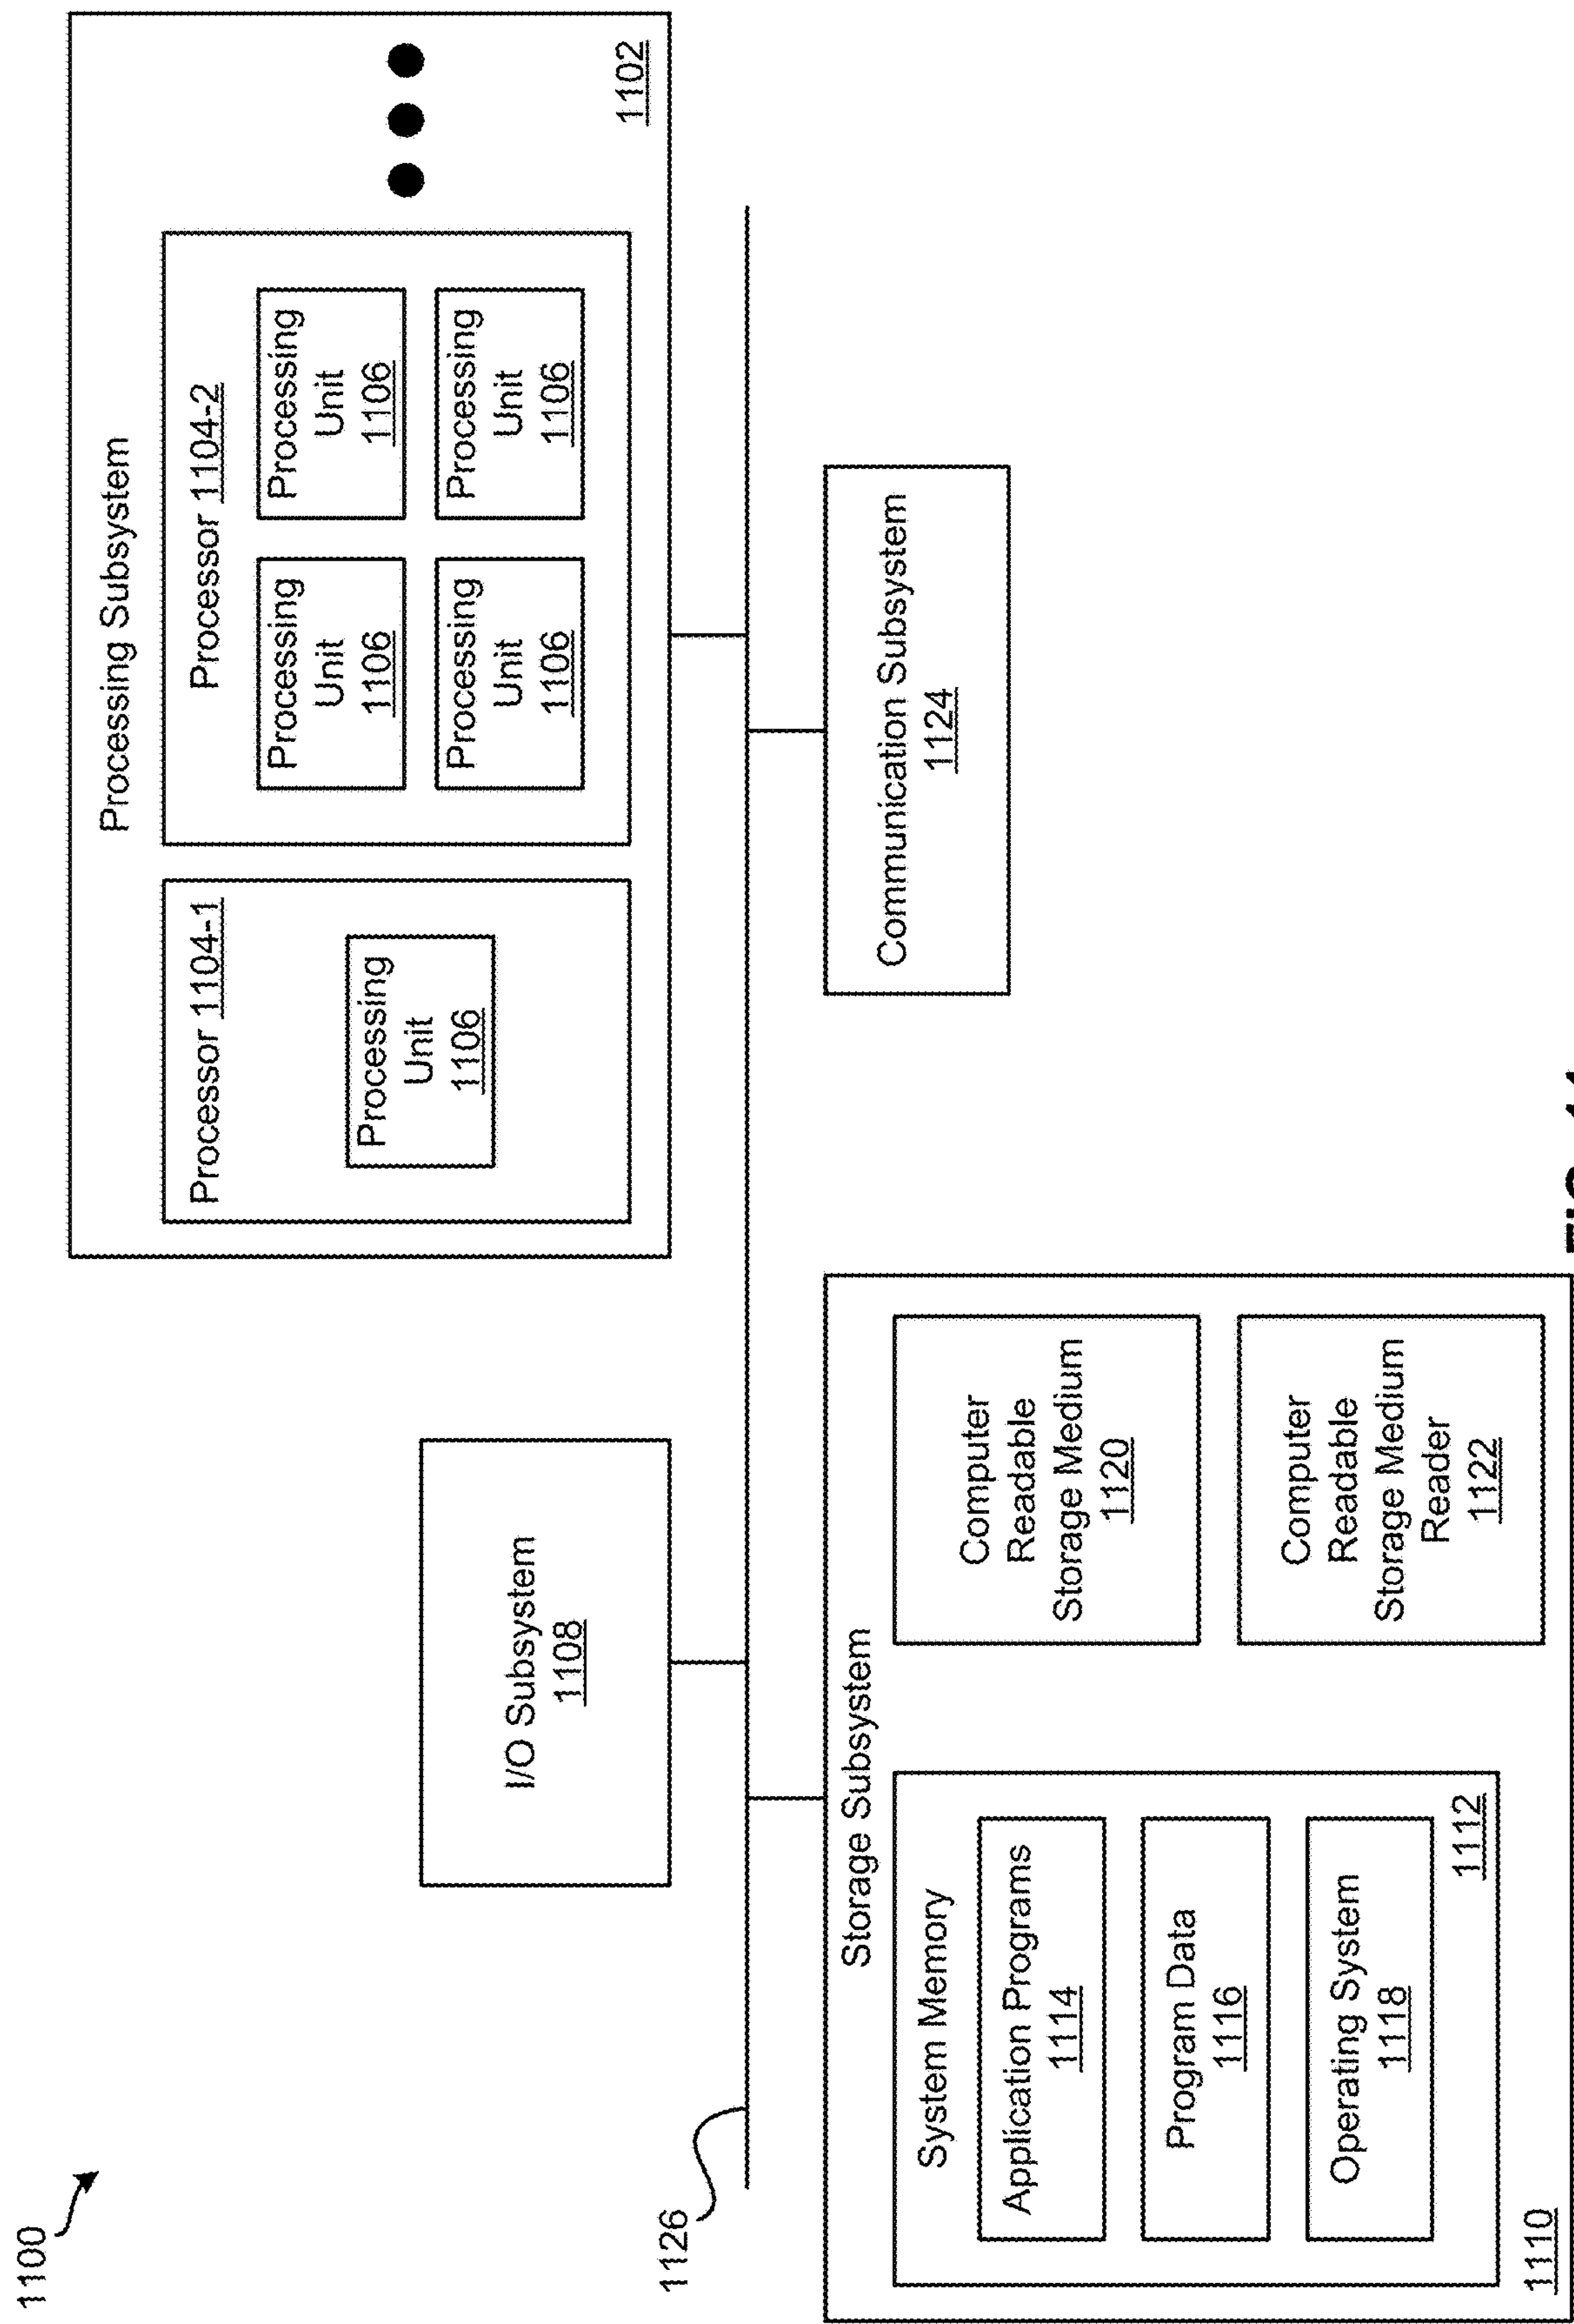 1100
Processing Subsystem
Processor 1104-1
Processing
Unit
1106
Processor 1104-2
Processing
Unit
1106
Processing
Unit
1106
Processing
Unit
1106
Processing
Unit
1106
1102
I/O Subsystem
1108
1126
Communication Subsystem
1124
Storage Subsystem
System Memory
Application Programs
1114
Program Data
1116
Operating System
1118
1112
Computer
Readable
Storage Medium
1120
Computer
Readable
Storage Medium
Reader
1122
1110
FIG. 11